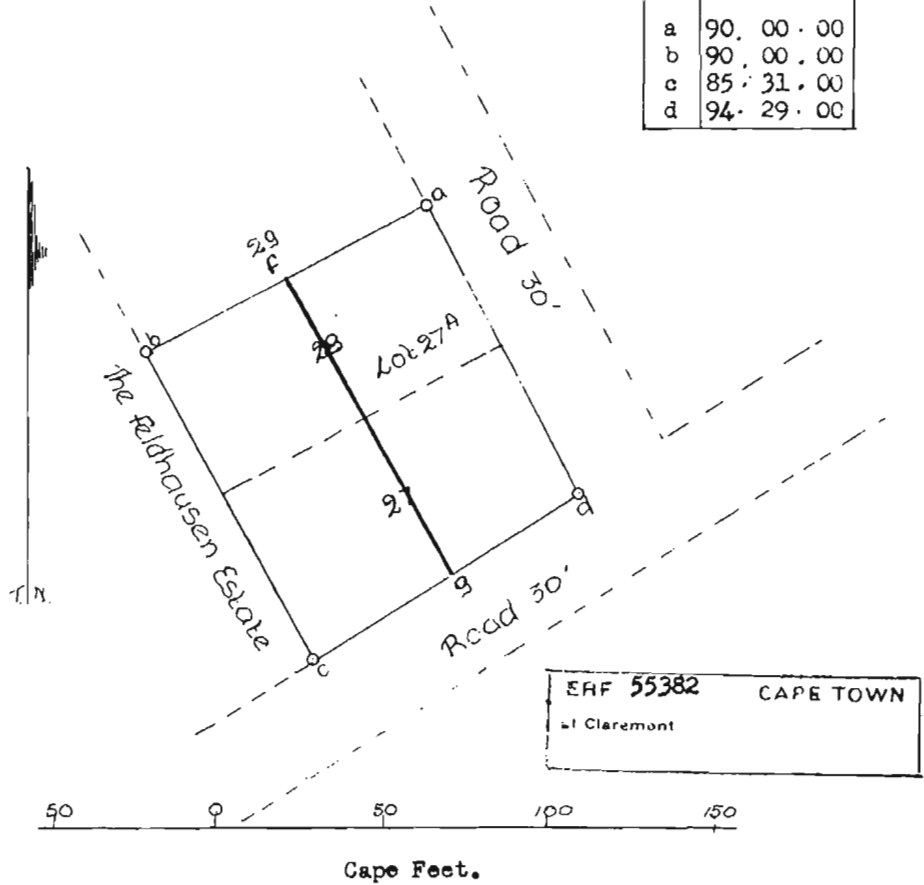 a 90. 00. 00
b 90. 00. 00
c 85. 31. 00
d 94. 29. 00
Road 30'
a
29
f
b
28
Lot 27A
The Feldhausen Estate
27
d
g
c
Road 30'
T.N.
ERF 55382 CAPE TOWN
at Claremont
50 0 50 100 150
Cape Feet.